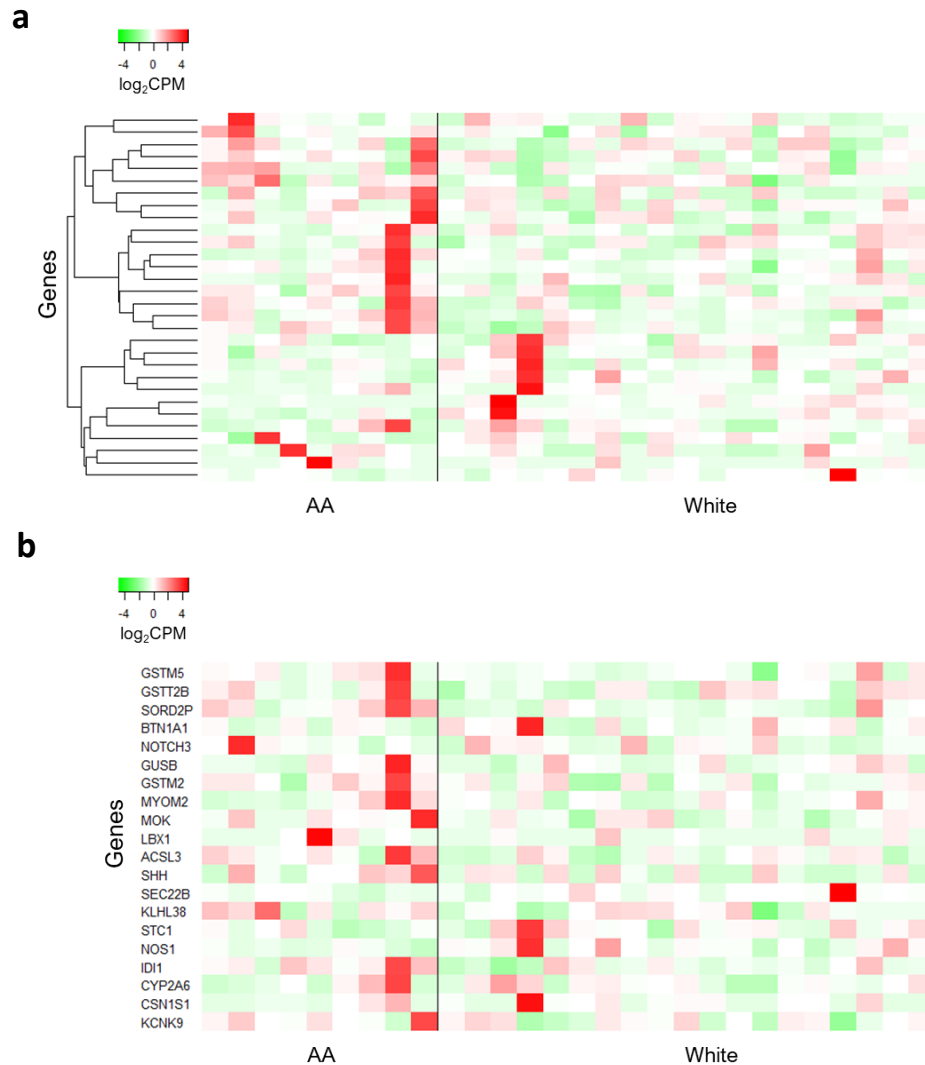 a
-4 0 4
log₂CPM
Genes
AA White
b
-4 0 4
log₂CPM
Genes
GSTM5
GSTT2B
SORD2P
BTN1A1
NOTCH3
GUSB
GSTM2
MYOM2
MOK
LBX1
ACSL3
SHH
SEC22B
KLHL38
STC1
NOS1
IDI1
CYP2A6
CSN1S1
KCNK9
AA White